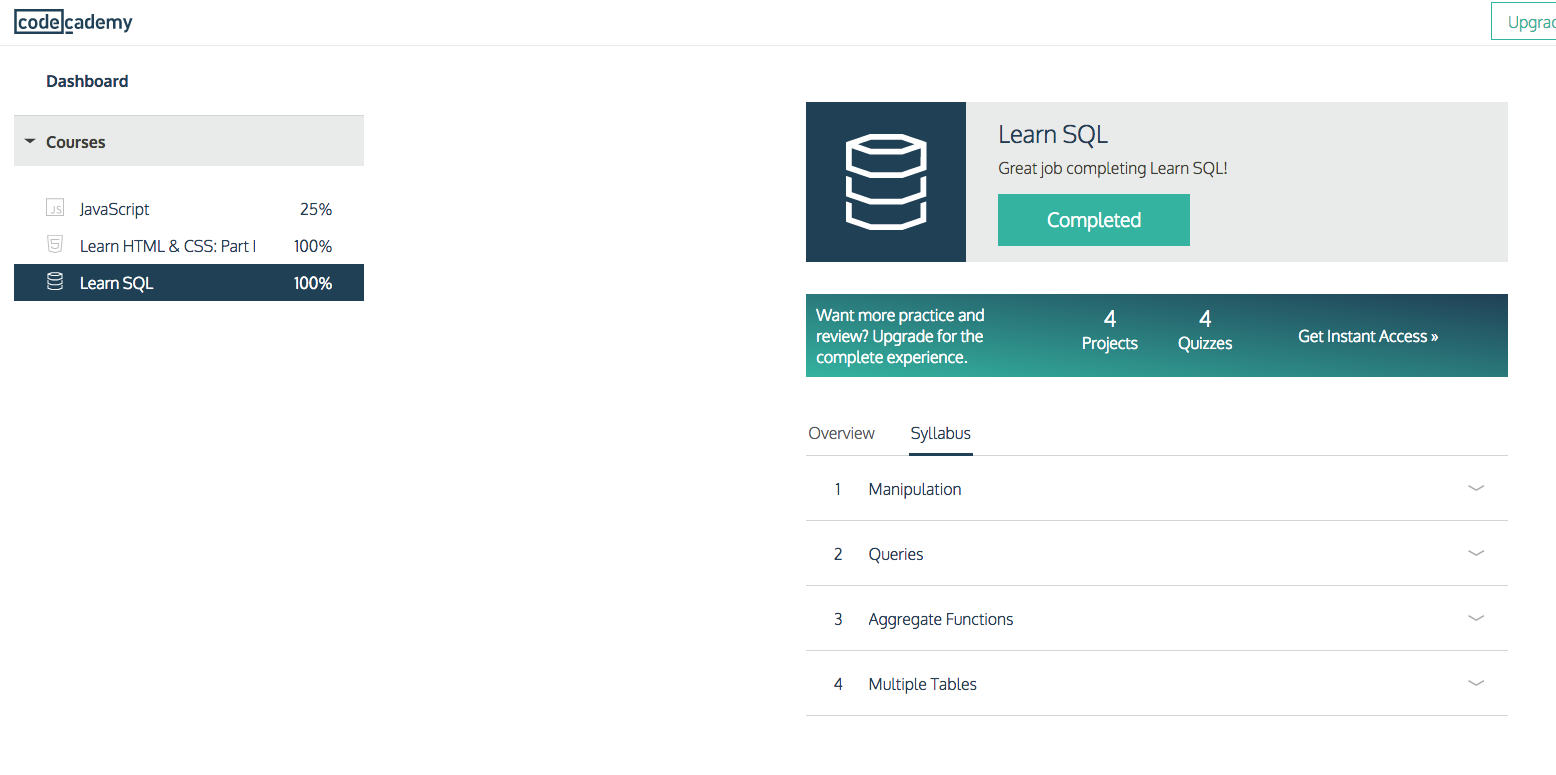 codecademy
Upgrad
Dashboard
Courses
JS JavaScript 25%
5 Learn HTML & CSS: Part I 100%
Learn SQL 100%
Learn SQL
Great job completing Learn SQL!
Completed
Want more practice and
review? Upgrade for the
complete experience.
4
Projects
4
Quizzes
Get Instant Access »
Overview Syllabus
1 Manipulation
2 Queries
3 Aggregate Functions
4 Multiple Tables